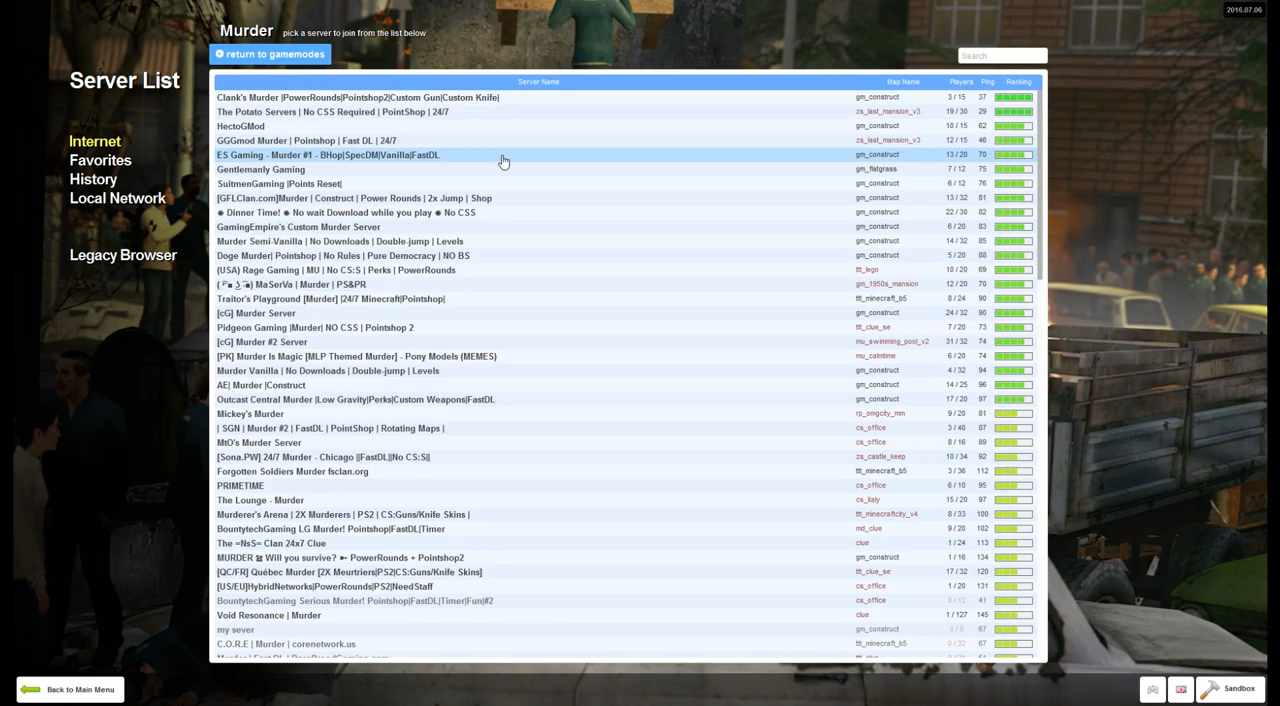 2016.07.06
Murder pick a server to join from the list below
return to gamemodes
Search
Server List
Internet
Favorites
History
Local Network
Legacy Browser
Server Name Map Name Players Ping Ranking
Clank's Murder |PowerRounds|Pointshop2|Custom Gun|Custom Knife| gm_construct 3 / 15 37
The Potato Servers | No CSS Required | PointShop | 24/7 zs_last_mansion_v3 19 / 30 29
HectoGMod gm_construct 10 / 15 62
GGGmod Murder | Pointshop | Fast DL | 24/7 zs_last_mansion_v3 12 / 15 46
ES Gaming - Murder #1 - BHop|SpecDM|Vanilla|FastDL gm_construct 13 / 20 70
Gentlemanly Gaming gm_flatgrass 7 / 12 75
SuitmenGaming |Points Reset| gm_construct 6 / 12 76
[GFLClan.com]Murder | Construct | Power Rounds | 2x Jump | Shop gm_construct 13 / 32 81
Dinner Time! No wait Download while you play No CSS gm_construct 22 / 30 82
GamingEmpire's Custom Murder Server gm_construct 6 / 20 83
Murder Semi-Vanilla | No Downloads | Double-jump | Levels gm_construct 14 / 32 85
Doge Murder| Pointshop | No Rules | Pure Democracy | NO BS gm_construct 5 / 20 88
(USA) Rage Gaming | MU | No CS:S | Perks | PowerRounds ttt_lego 10 / 20 69
MaSerVa | Murder | PS&PR gm_1950s_mansion 12 / 20 70
Traitor's Playground [Murder] |24/7 Minecraft|Pointshop| ttt_minecraft_b5 8 / 24 90
[cG] Murder Server gm_construct 24 / 32 90
Pidgeon Gaming |Murder| NO CSS | Pointshop 2 ttt_clue_se 7 / 20 73
[cG] Murder #2 Server mu_swimming_pool_v2 31 / 32 74
[PK] Murder Is Magic [MLP Themed Murder] - Pony Models (MEMES) mu_calmtime 6 / 20 74
Murder Vanilla | No Downloads | Double-jump | Levels gm_construct 4 / 32 94
AE| Murder |Construct gm_construct 14 / 25 96
Outcast Central Murder |Low Gravity|Perks|Custom Weapons|FastDL gm_construct 17 / 20 97
Mickey's Murder rp_omgcity_mm 9 / 20 81
| SGN | Murder #2 | FastDL | PointShop | Rotating Maps | cs_office 3 / 40 87
MtO's Murder Server cs_office 8 / 16 89
[Sona.PW] 24/7 Murder - Chicago ||FastDL||No CS:S|| zs_castle_keep 10 / 34 92
Forgotten Soldiers Murder fsclan.org ttt_minecraft_b5 3 / 36 112
PRIMETIME cs_office 6 / 10 95
The Lounge - Murder cs_italy 15 / 20 97
Murderer's Arena | 2X Murderers | PS2 | CS:Guns/Knife Skins | ttt_minecraftcity_v4 8 / 33 100
BountytechGaming LG Murder! Pointshop|FastDL|Timer md_clue 9 / 20 102
The =NsS= Clan 24x7 Clue clue 1 / 24 113
MURDER Will you survive? PowerRounds + Pointshop2 gm_construct 1 / 16 134
[QC/FR] Québec Murder [2X Meurtriers|PS2|CS:Guns/Knife Skins] ttt_clue_se 17 / 32 120
[US/EU]HybridNetworks|PowerRounds|PS2|NeedStaff cs_office 1 / 20 131
BountytechGaming Serious Murder! Pointshop|FastDL|Timer|Fun|#2 cs_office 0 / 12 41
Void Resonance | Murder clue 1 / 127 145
my sever gm_construct 67
C.O.R.E | Murder | corenetwork.us ttt_minecraft_b5 0 / 32 67
Back to Main Menu
Sandbox